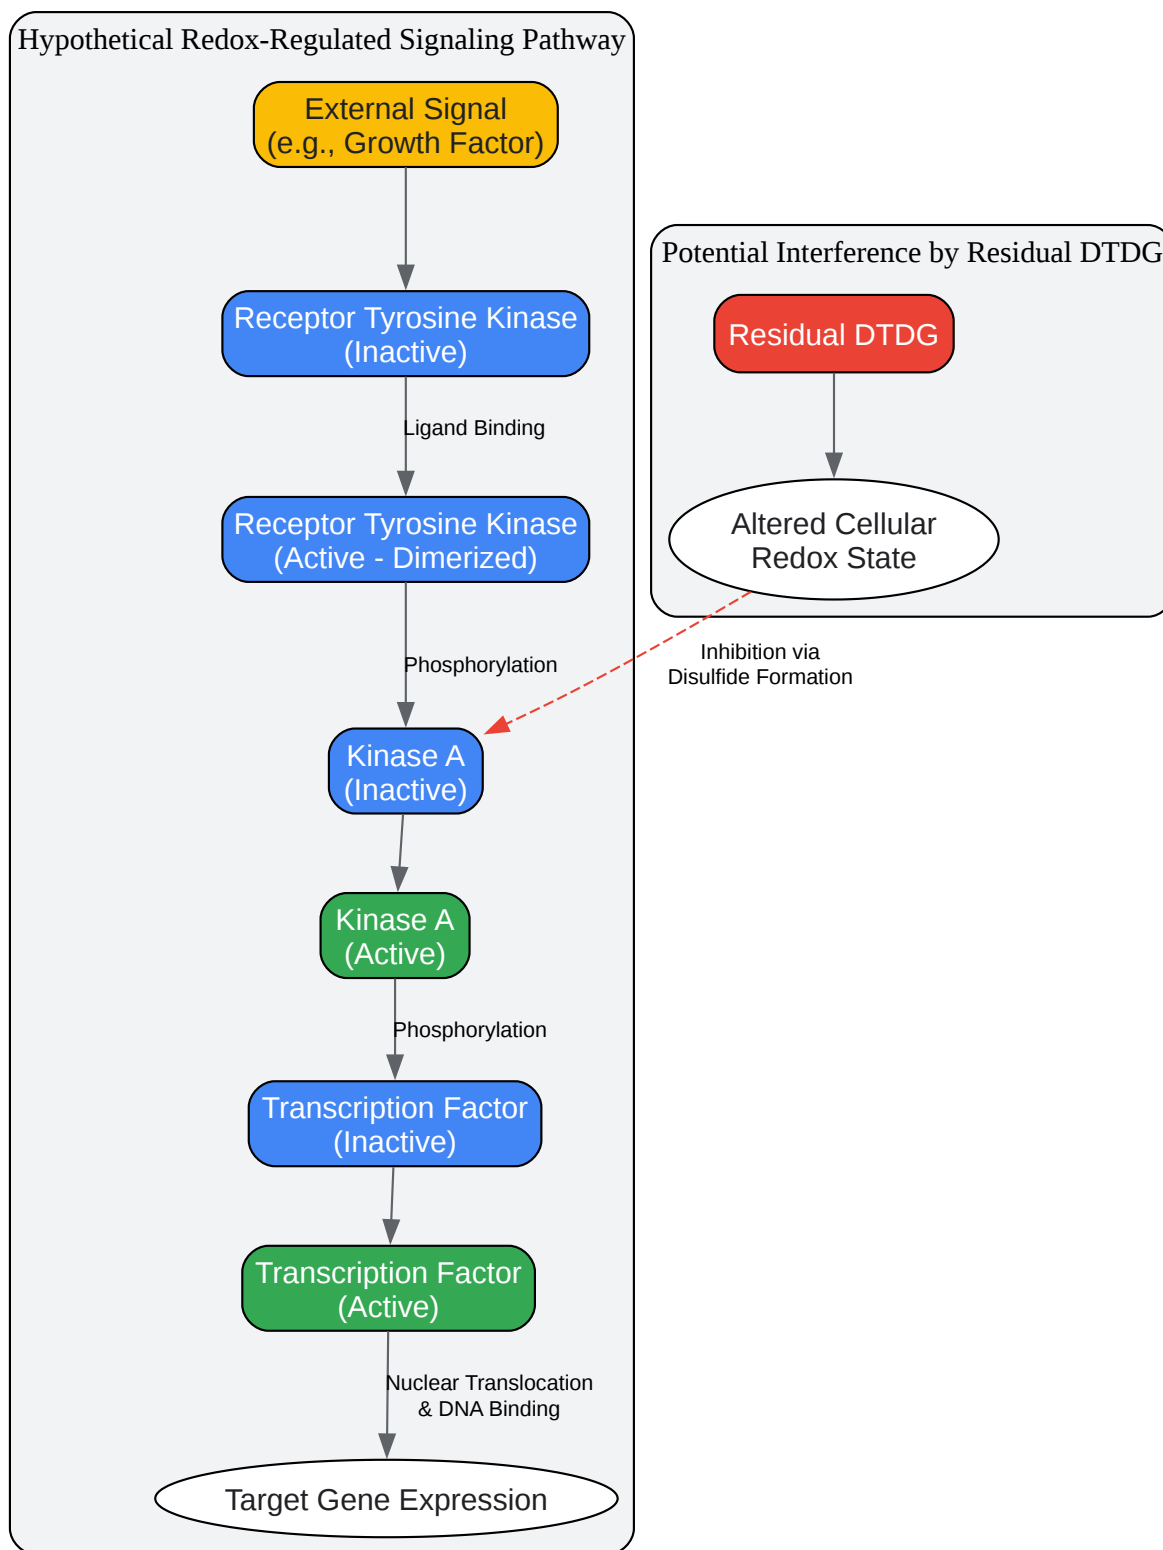 Hypothetical Redox-Regulated Signaling Pathway
External Signal
(e.g., Growth Factor)
Receptor Tyrosine Kinase
(Inactive)
Ligand Binding
Receptor Tyrosine Kinase
(Active - Dimerized)
Phosphorylation
Kinase A
(Inactive)
Kinase A
(Active)
Phosphorylation
Transcription Factor
(Inactive)
Transcription Factor
(Active)
Nuclear Translocation
& DNA Binding
Target Gene Expression
Potential Interference by Residual DTDG
Residual DTDG
Altered Cellular
Redox State
Inhibition via
Disulfide Formation